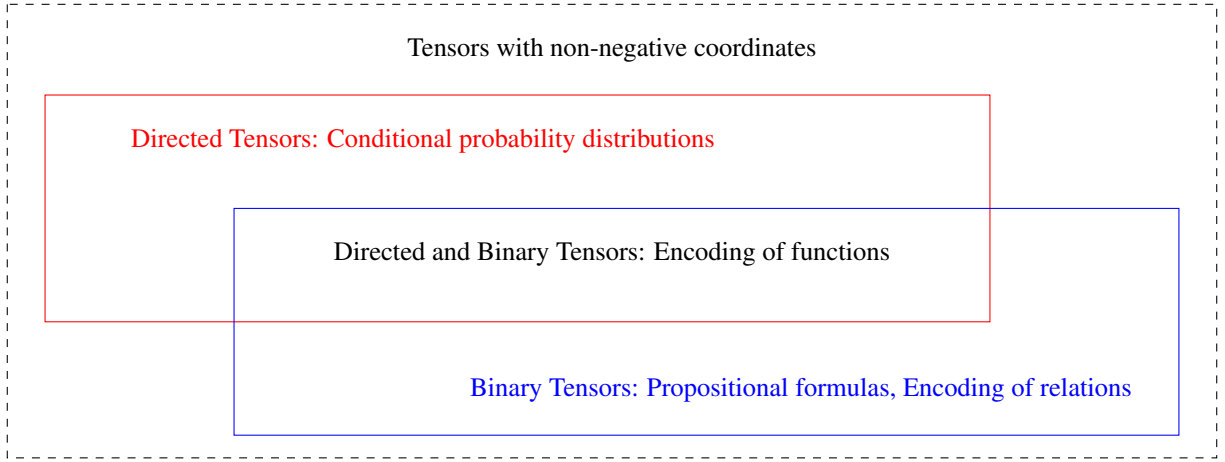 Tensors with non-negative coordinates
Directed Tensors: Conditional probability distributions
Directed and Binary Tensors: Encoding of functions
Binary Tensors: Propositional formulas, Encoding of relations